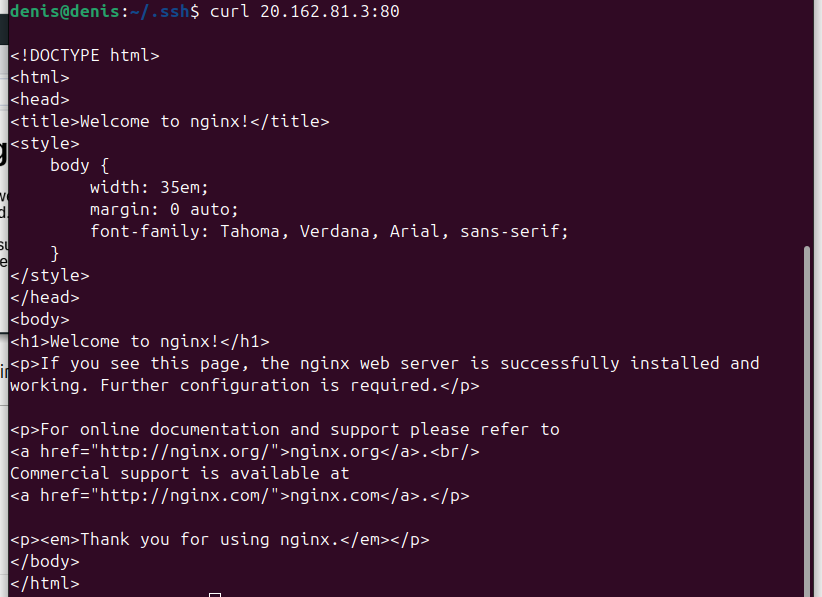 denis@denis:~/.ssh$ curl 20.162.81.3:80

<!DOCTYPE html>
<html>
<head>
<title>Welcome to nginx!</title>
<style>
    body {
        width: 35em;
        margin: 0 auto;
        font-family: Tahoma, Verdana, Arial, sans-serif;
    }
</style>
</head>
<body>
<h1>Welcome to nginx!</h1>
<p>If you see this page, the nginx web server is successfully installed and
working. Further configuration is required.</p>

<p>For online documentation and support please refer to
<a href="http://nginx.org/">nginx.org</a>.<br/>
Commercial support is available at
<a href="http://nginx.com/">nginx.com</a>.</p>

<p><em>Thank you for using nginx.</em></p>
</body>
</html>